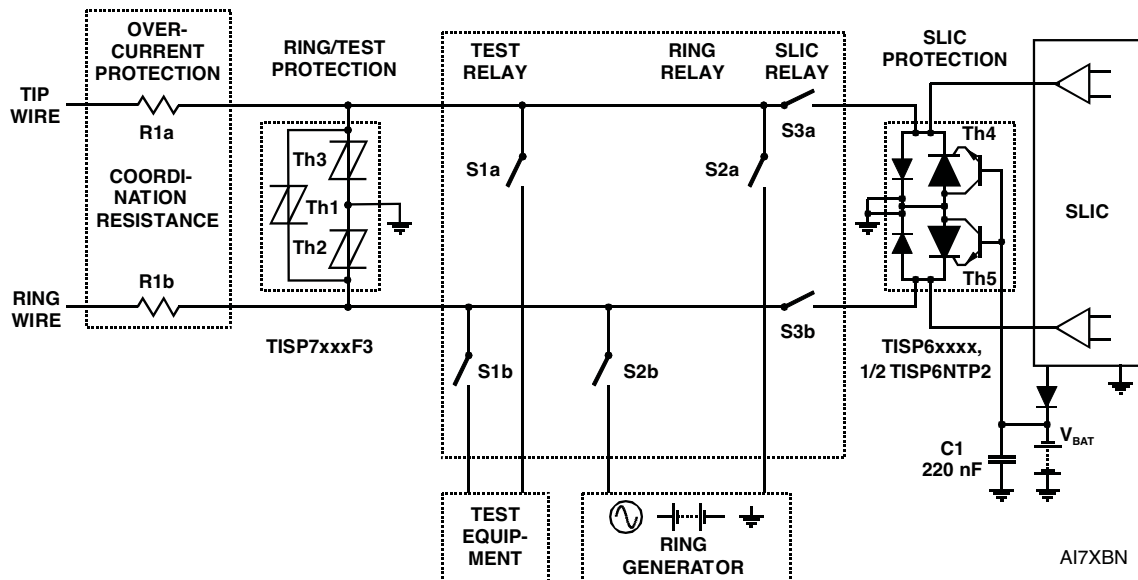 OVER-
CURRENT
PROTECTION
RING/TEST
PROTECTION
TEST
RELAY
RING
RELAY
SLIC
RELAY
SLIC
PROTECTION
TIP
WIRE
R1a
S3a
Th4
Th3
S1a
S2a
COORDI-
NATION
RESISTANCE
Th1
SLIC
Th2
Th5
RING
WIRE
R1b
S3b
TISP7xxxF3
TISP6xxxx,
1/2 TISP6NTP2
S1b
S2b
VBAT
C1
220 nF
TEST
EQUIP-
MENT
RING
GENERATOR
AI7XBN